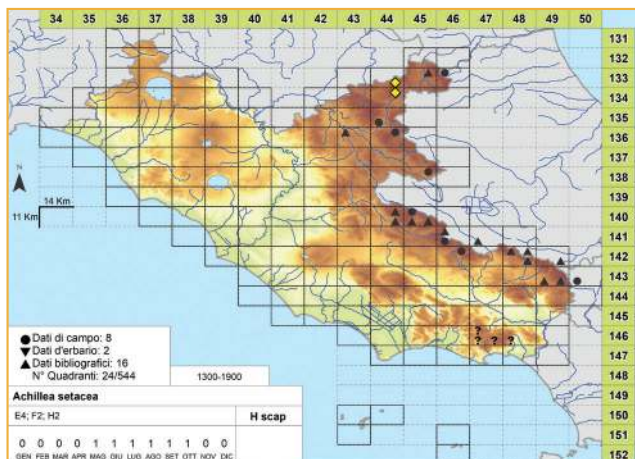 34 35 36 37 38 39 40 41 42 43 44 45 46 47 48 49 50
131
132
133
134
135
136
137
138
139
140
141
142
143
144
145
146
147
148
149
150
151
152
N
14 Km
11 Km
?
? ? ?
Dati di campo: 8
Dati d'erbario: 2
Dati bibliografici: 16
N° Quadranti: 24/544
1300-1900
Achillea setacea
E4; F2; H2
H scap
0 0 0 0 1 1 1 1 1 1 0 0
GEN FEB MAR APR MAG GIU LUG AGO SET OTT NOV DIC